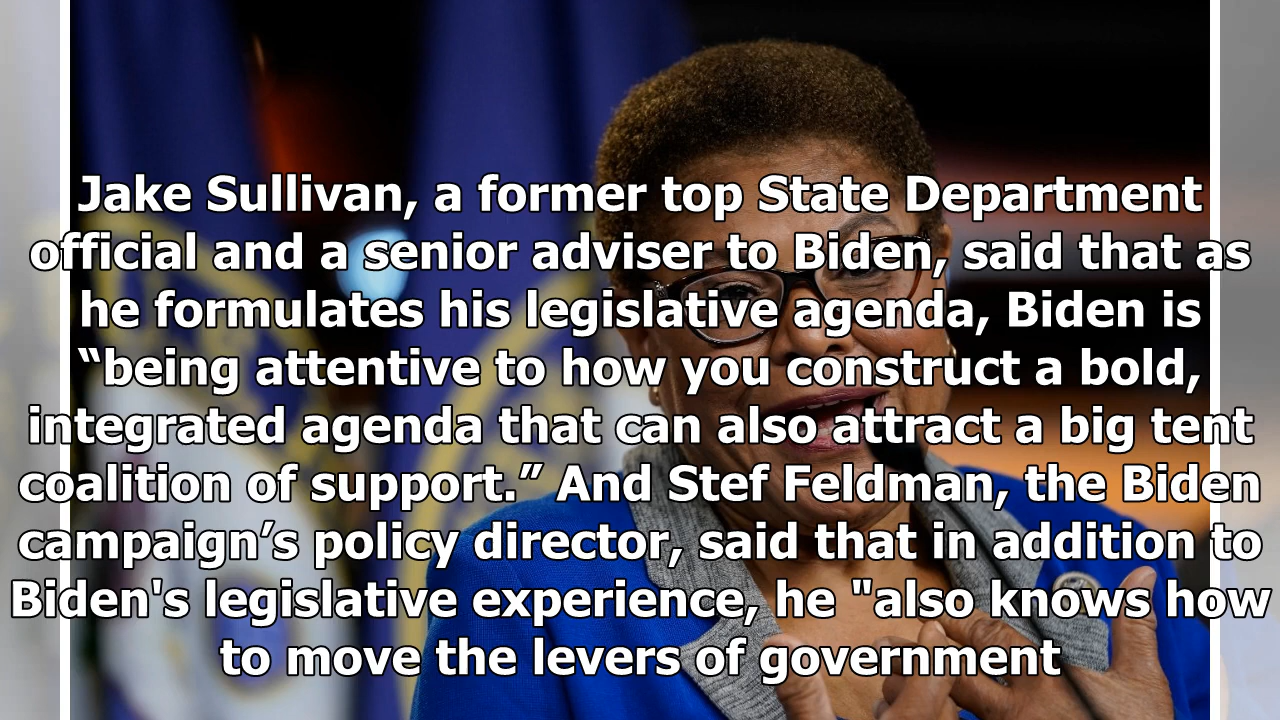 Jake Sullivan, a former top State Department
official and a senior adviser to Biden, said that as
he formulates his legislative agenda, Biden is
“being attentive to how you construct a bold,
integrated agenda that can also attract a big tent
coalition of support.” And Stef Feldman, the Biden
campaign’s policy director, said that in addition to
Biden's legislative experience, he "also knows how
to move the levers of government